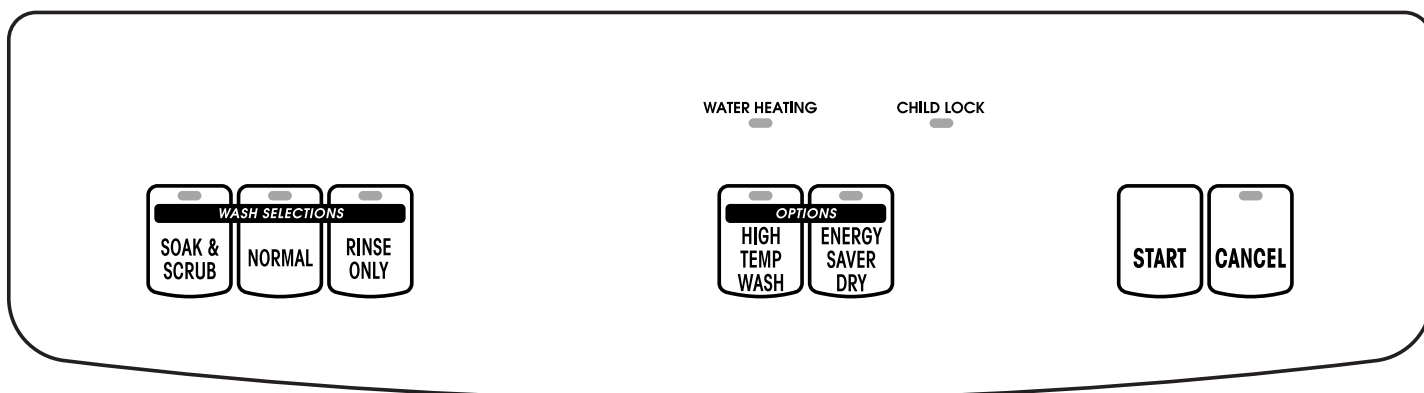 WATER HEATING
CHILD LOCK
WASH SELECTIONS
SOAK &
SCRUB
NORMAL
RINSE
ONLY
OPTIONS
HIGH
TEMP
WASH
ENERGY
SAVER
DRY
START
CANCEL